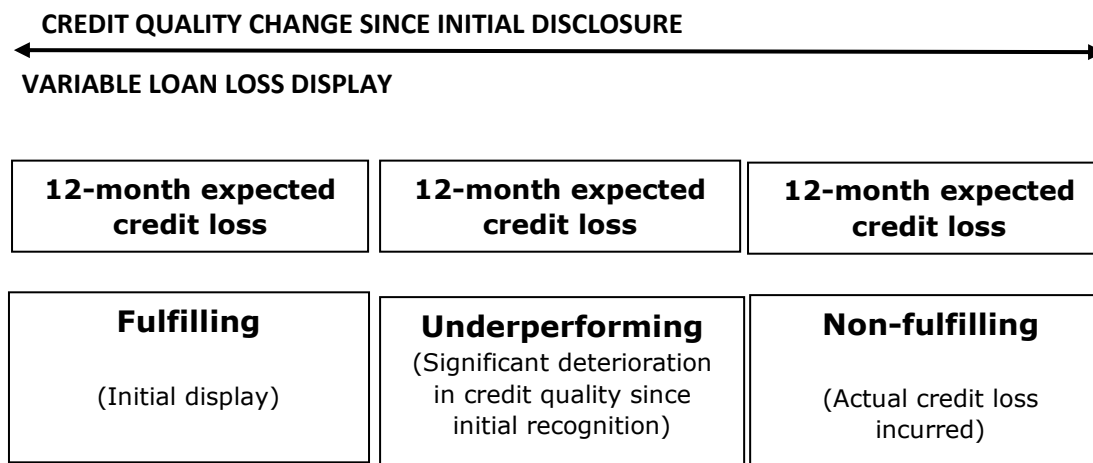 CREDIT QUALITY CHANGE SINCE INITIAL DISCLOSURE
VARIABLE LOAN LOSS DISPLAY
12-month expected
credit loss
12-month expected
credit loss
12-month expected
credit loss
Fulfilling
(Initial display)
Underperforming
(Significant deterioration
in credit quality since
initial recognition)
Non-fulfilling
(Actual credit loss
incurred)